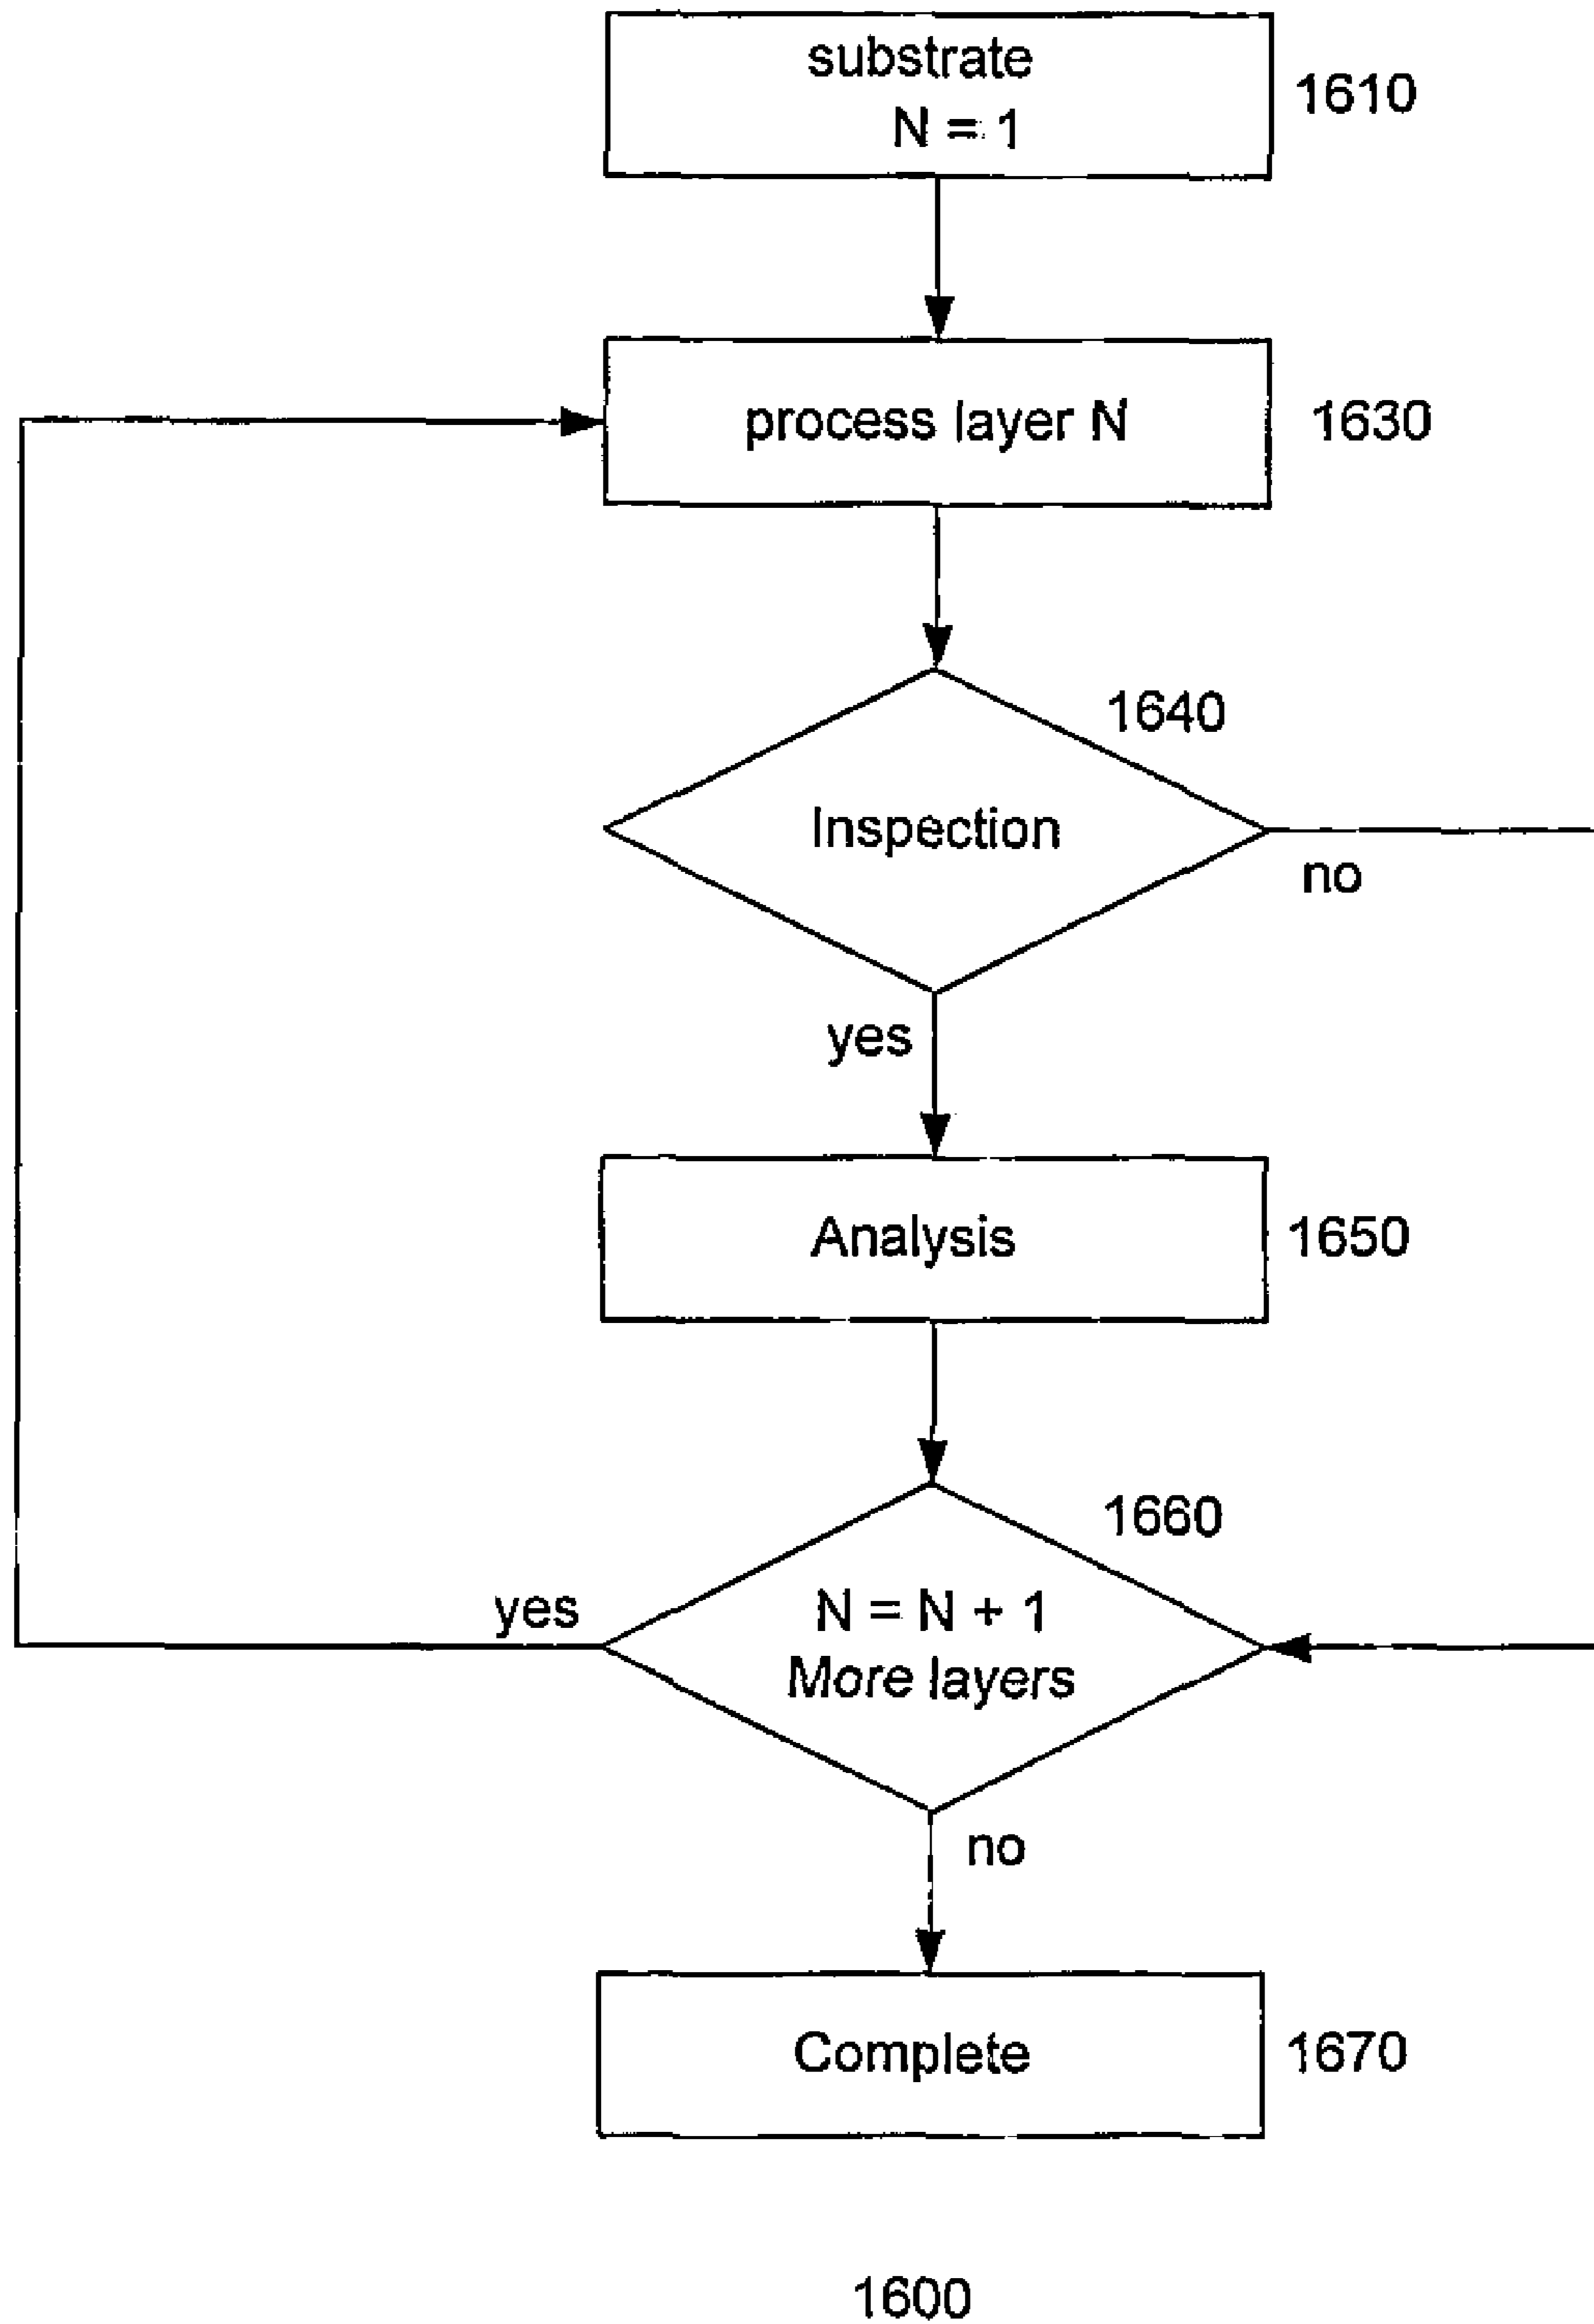 substrate
N = 1
1610
process layer N
1630
1640
Inspection
no
yes
Analysis
1650
1660
yes
N = N + 1
More layers
no
Complete
1670
1600